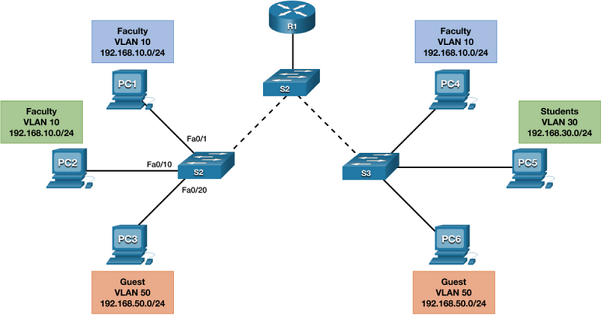 Faculty
VLAN 10
192.168.10.0/24
R1
Faculty
VLAN 10
192.168.10.0/24
PC1
S2
PC4
Faculty
VLAN 10
192.168.10.0/24
Students
VLAN 30
192.168.30.0/24
Fa0/1
PC2
Fa0/10
S2
S3
PC5
Fa0/20
PC3
PC6
Guest
VLAN 50
192.168.50.0/24
Guest
VLAN 50
192.168.50.0/24